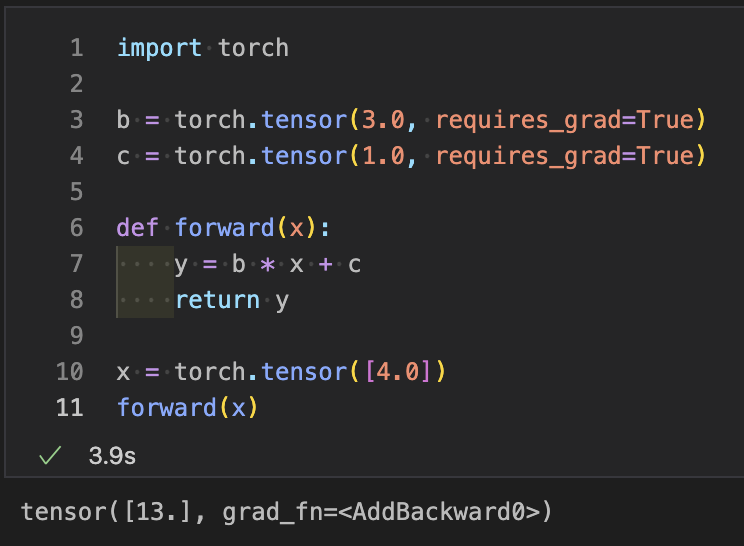 1 import torch
2
3 b = torch.tensor(3.0, requires_grad=True)
4 c = torch.tensor(1.0, requires_grad=True)
5
6 def forward(x):
7     y = b * x + c
8     return y
9
10 x = torch.tensor([4.0])
11 forward(x)
✓ 3.9s
tensor([13.], grad_fn=<AddBackward0>)